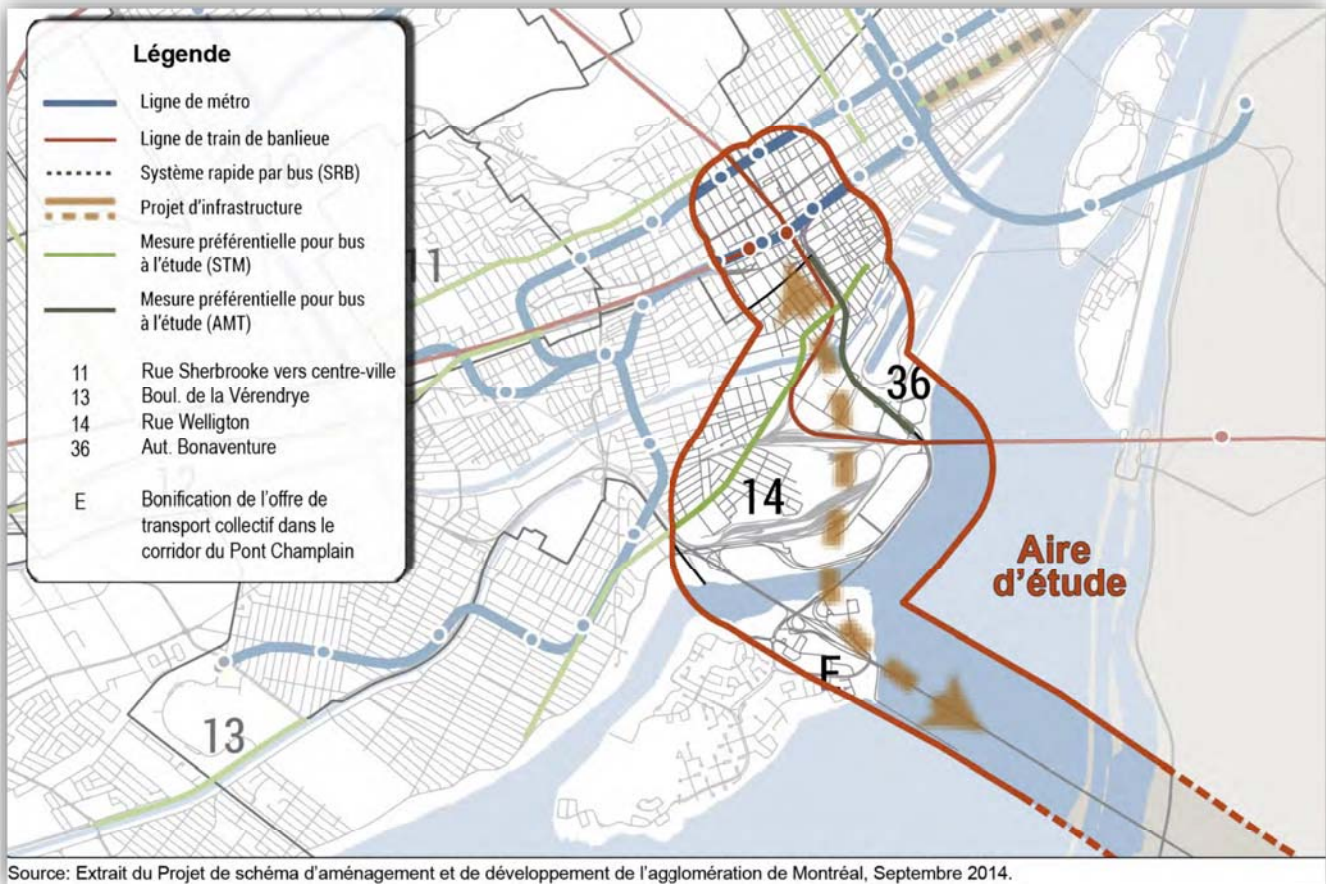 Légende
Ligne de métro
Ligne de train de banlieue
Système rapide par bus (SRB)
Projet d'infrastructure
Mesure préférentielle pour bus
à l'étude (STM)
Mesure préférentielle pour bus
à l'étude (AMT)
11 Rue Sherbrooke vers centre-ville
13 Boul. de la Vérendrye
14 Rue Welligton
36 Aut. Bonaventure
E Bonification de l'offre de
transport collectif dans le
corridor du Pont Champlain
11
36
14
Aire
d'étude
E
13
12
Source: Extrait du Projet de schéma d'aménagement et de développement de l'agglomération de Montréal, Septembre 2014.